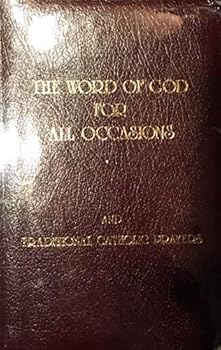 THE WORD OF GOD
FOR
ALL OCCASIONS
AND
TRADITIONAL CATHOLIC PRAYERS